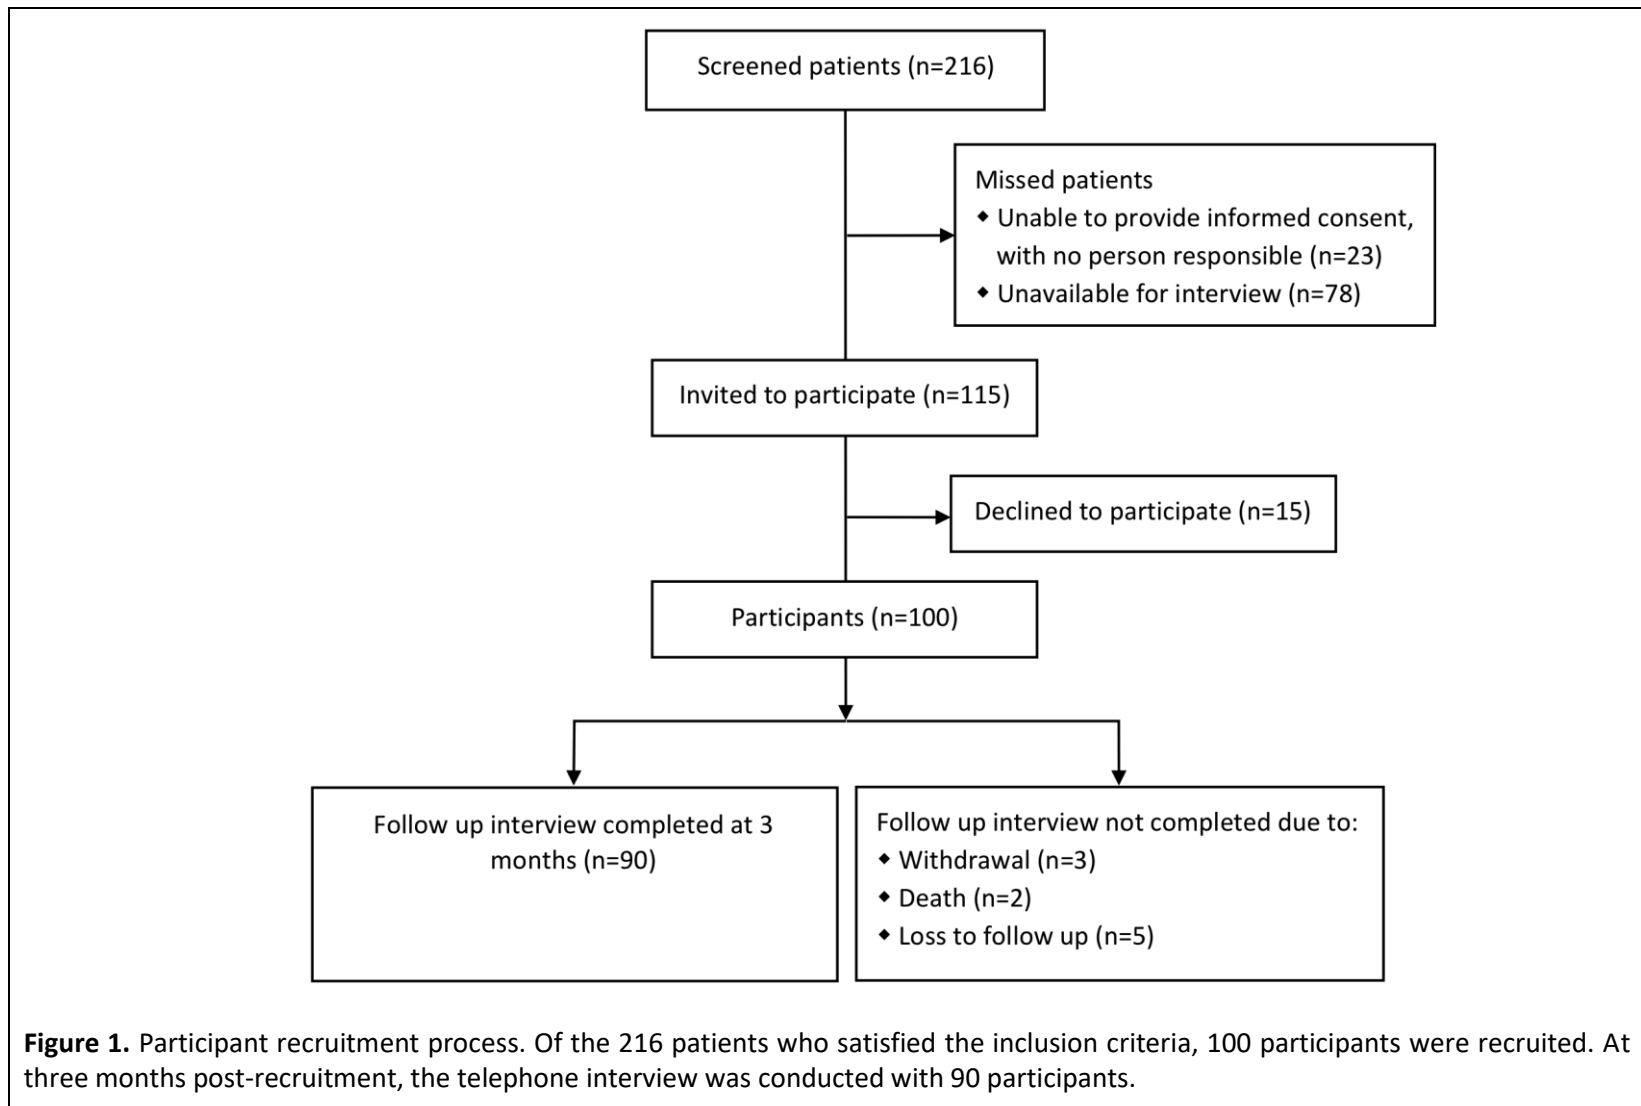 Screened patients (n=216)
Missed patients
◆ Unable to provide informed consent,
with no person responsible (n=23)
◆ Unavailable for interview (n=78)
Invited to participate (n=115)
Declined to participate (n=15)
Participants (n=100)
Follow up interview completed at 3
months (n=90)
Follow up interview not completed due to:
◆ Withdrawal (n=3)
◆ Death (n=2)
◆ Loss to follow up (n=5)
Figure 1. Participant recruitment process. Of the 216 patients who satisfied the inclusion criteria, 100 participants were recruited. At
three months post-recruitment, the telephone interview was conducted with 90 participants.